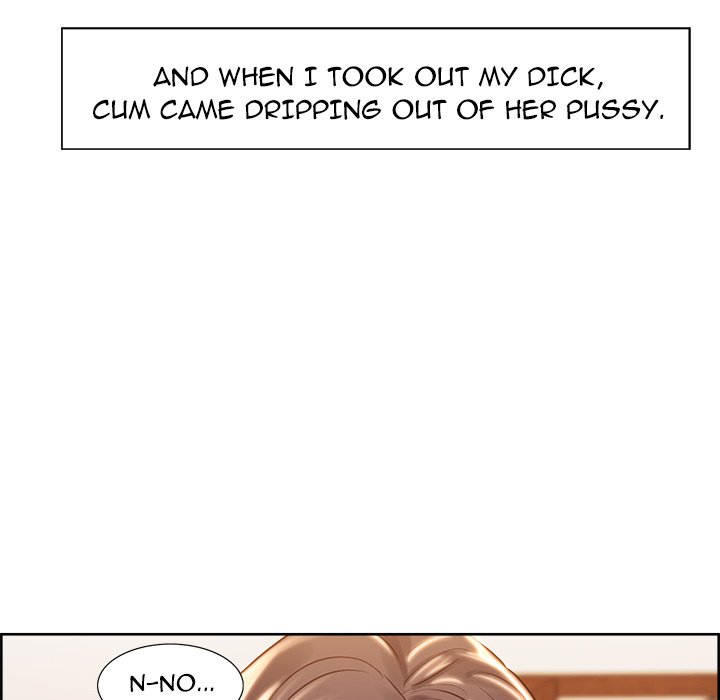 AND WHEN I TOOK OUT MY DICK,
CUM CAME DRIPPING OUT OF HER PUSSY.
N-NO...